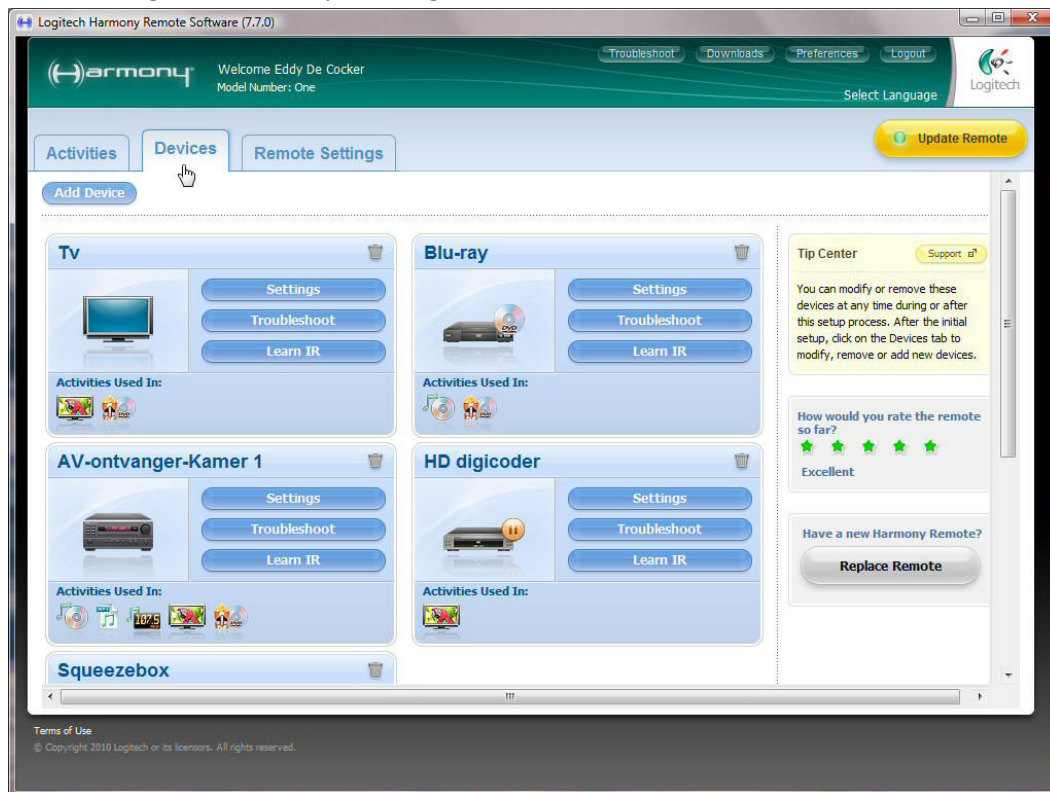 Logitech Harmony Remote Software (7.7.0)
Troubleshoot Downloads Preferences Logout
Harmony
Welcome Eddy De Cocker
Model Number: One
Select Language
Logitech
Activities Devices Remote Settings
Update Remote
Add Device
Tv
Settings
Troubleshoot
Learn IR
Activities Used In:
Blu-ray
DVD
Settings
Troubleshoot
Learn IR
Activities Used In:
Tip Center
Support
You can modify or remove these
devices at any time during or after
this setup process. After the initial
setup, click on the Devices tab to
modify, remove or add new devices.
AV-ontvanger-Kamer 1
Settings
Troubleshoot
Learn IR
Activities Used In:
107.5
HD digicoder
Settings
Troubleshoot
Learn IR
Activities Used In:
How would you rate the remote
so far?
Excellent
Have a new Harmony Remote?
Replace Remote
Squeezebox
Terms of Use
© Copyright 2010 Logitech or its licensors. All rights reserved.